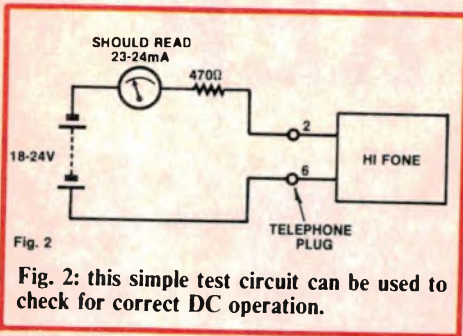 SHOULD READ
23-24mA
470Ω
2
18-24V
HI FONE
6
TELEPHONE
PLUG
Fig. 2
Fig. 2: this simple test circuit can be used to
check for correct DC operation.